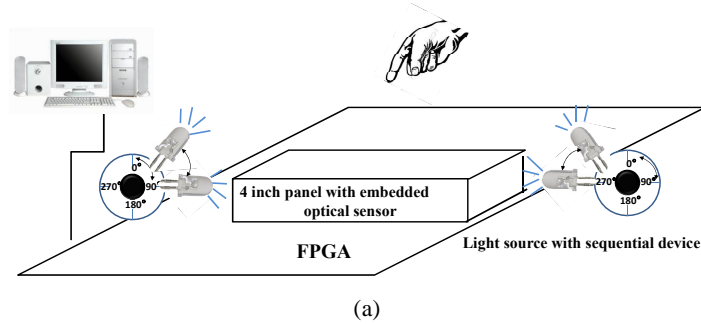 0°
90°
180°
270°
4 inch panel with embedded
optical sensor
0°
90°
180°
270°
FPGA
Light source with sequential device
(a)